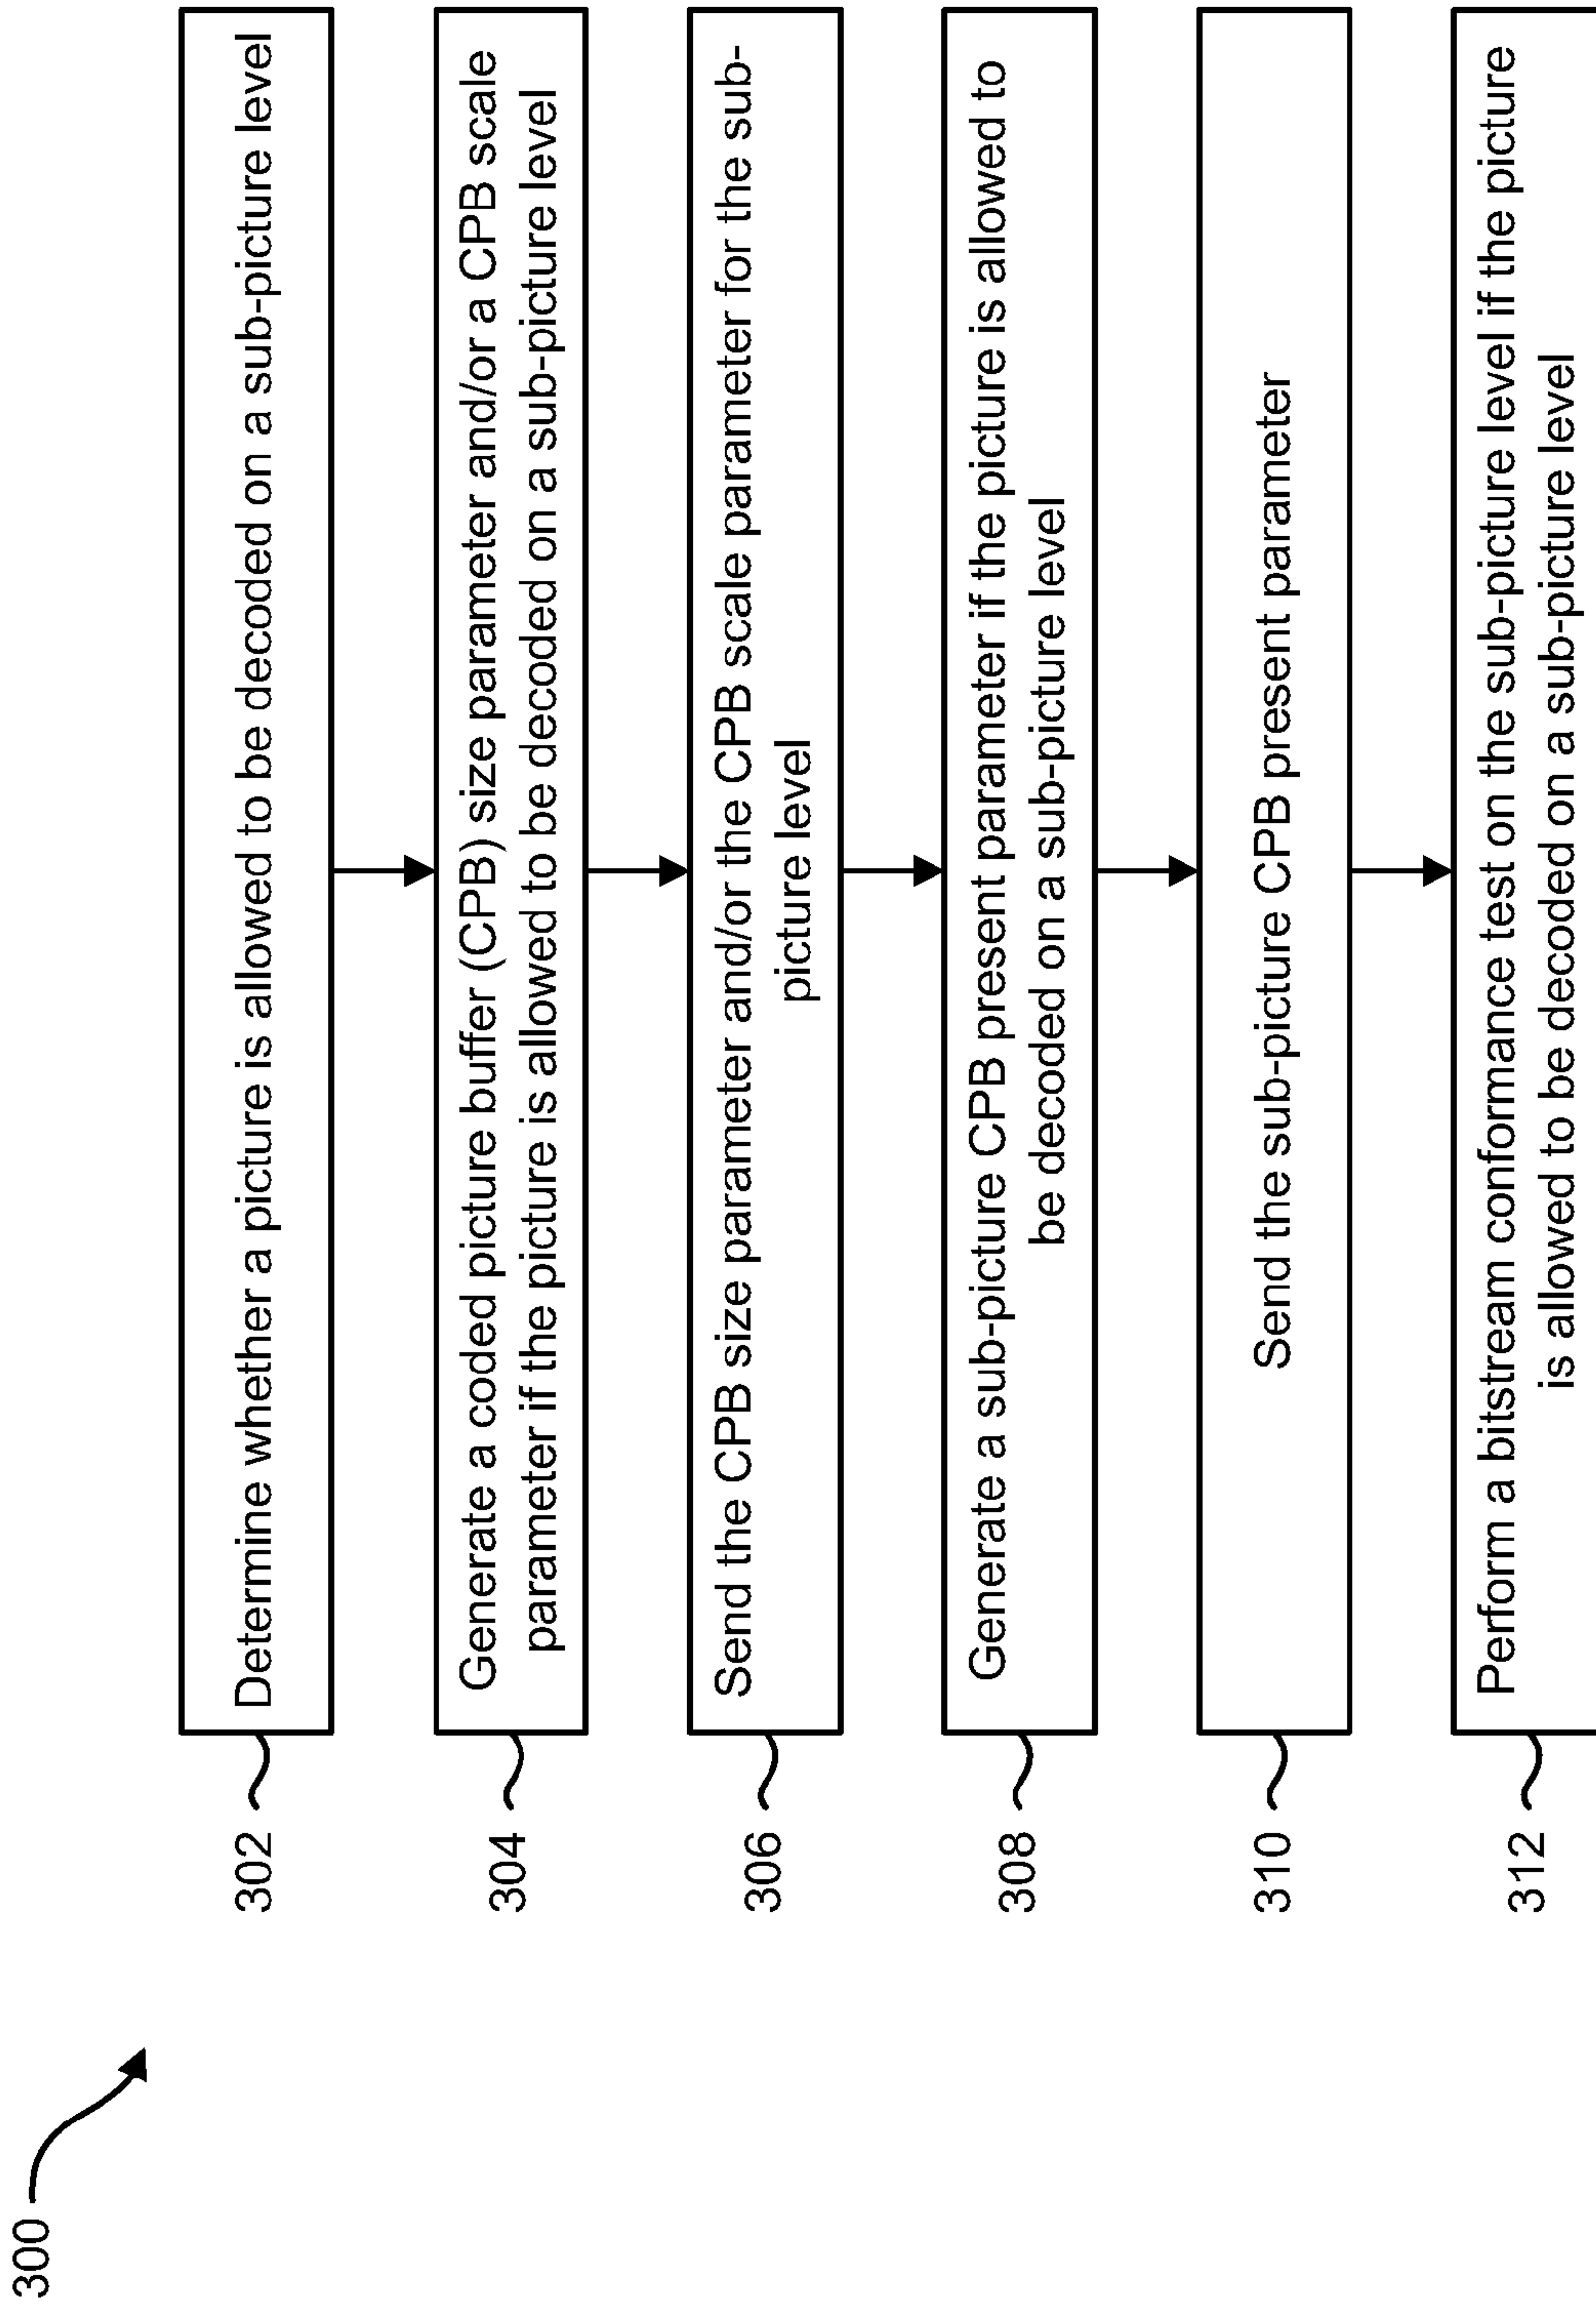 300
302
Determine whether a picture is allowed to be decoded on a sub-picture level
304
Generate a coded picture buffer (CPB) size parameter and/or a CPB scale
parameter if the picture is allowed to be decoded on a sub-picture level
306
Send the CPB size parameter and/or the CPB scale parameter for the sub-
picture level
308
Generate a sub-picture CPB present parameter if the picture is allowed to
be decoded on a sub-picture level
310
Send the sub-picture CPB present parameter
312
Perform a bitstream conformance test on the sub-picture level if the picture
is allowed to be decoded on a sub-picture level